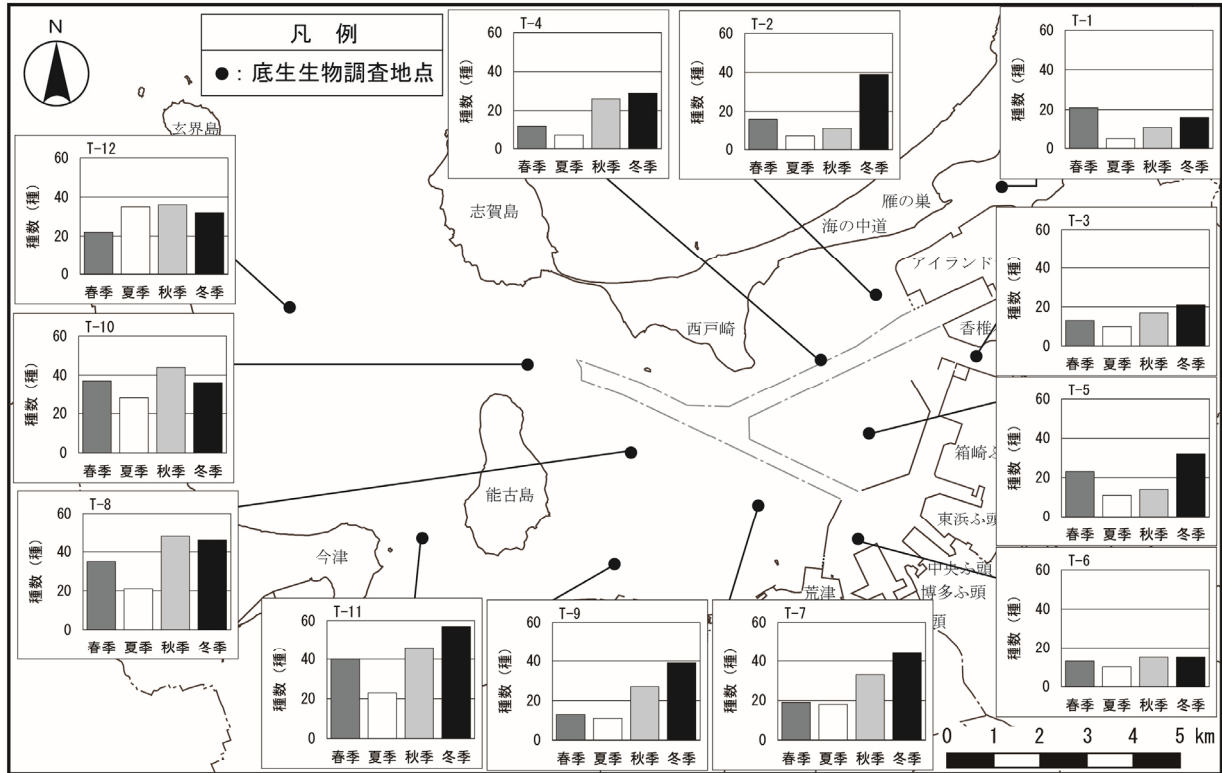 N
凡 例
●：底生生物調査地点
T-4
種数（種）
60
40
20
0
春季 夏季 秋季 冬季
T-2
種数（種）
60
40
20
0
春季 夏季 秋季 冬季
T-1
種数（種）
60
40
20
0
春季 夏季 秋季 冬季
玄界島
志賀島
雁の巣
海の中道
T-12
種数（種）
60
40
20
0
春季 夏季 秋季 冬季
T-3
種数（種）
60
40
20
0
春季 夏季 秋季 冬季
アイランド
西戸崎
香椎
T-10
種数（種）
60
40
20
0
春季 夏季 秋季 冬季
T-5
種数（種）
60
40
20
0
春季 夏季 秋季 冬季
箱崎ふ
能古島
東浜ふ頭
今津
T-8
種数（種）
60
40
20
0
春季 夏季 秋季 冬季
T-6
種数（種）
60
40
20
0
春季 夏季 秋季 冬季
中央ふ頭
博多ふ頭
荒津
頭
T-11
種数（種）
60
40
20
0
春季 夏季 秋季 冬季
T-9
種数（種）
60
40
20
0
春季 夏季 秋季 冬季
T-7
種数（種）
60
40
20
0
春季 夏季 秋季 冬季
0 1 2 3 4 5 km